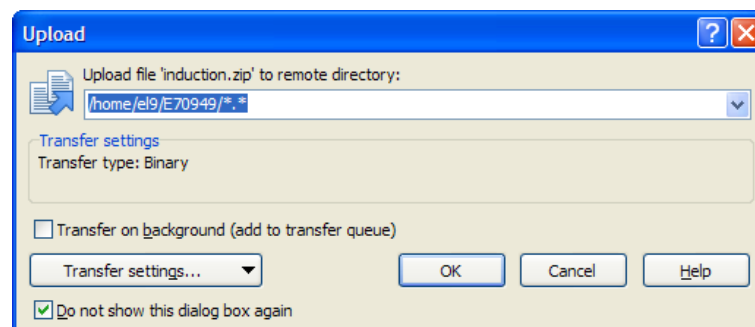 Upload
Upload file 'induction.zip' to remote directory:
/home/el9/E70949/*.*
Transfer settings
Transfer type: Binary
Transfer on background (add to transfer queue)
Transfer settings...
OK
Cancel
Help
Do not show this dialog box again